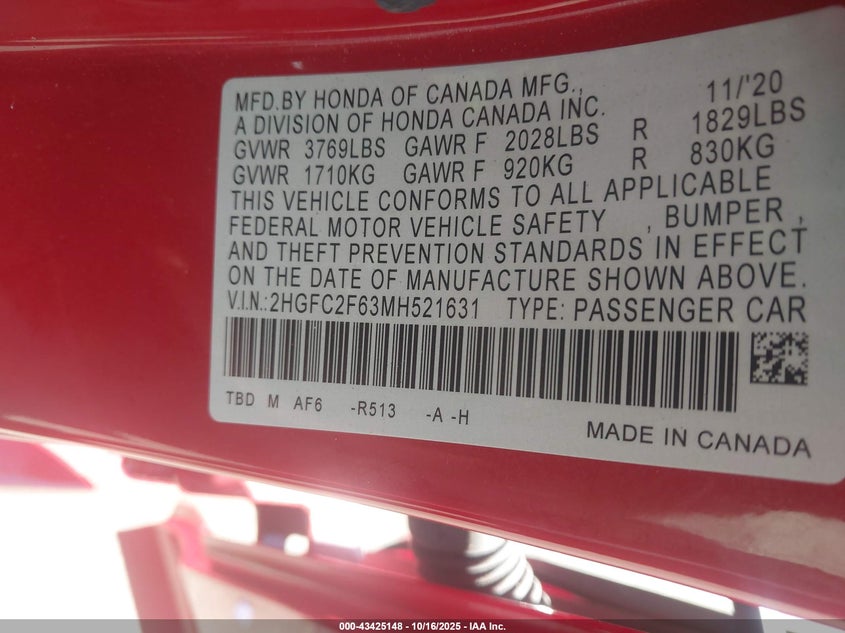 MFD.BY HONDA OF CANADA MFG., 11/'20
A DIVISION OF HONDA CANADA INC.
GVWR 3769LBS GAWR F 2028LBS R 1829LBS
GVWR 1710KG GAWR F 920KG R 830KG
THIS VEHICLE CONFORMS TO ALL APPLICABLE
FEDERAL MOTOR VEHICLE SAFETY , BUMPER ,
AND THEFT PREVENTION STANDARDS IN EFFECT
ON THE DATE OF MANUFACTURE SHOWN ABOVE.
V.I.N.:2HGFC2F63MH521631 TYPE: PASSENGER CAR
TBD M AF6 -R513 -A -H
MADE IN CANADA
000-43425148 - 10/16/2025 - IAA Inc.